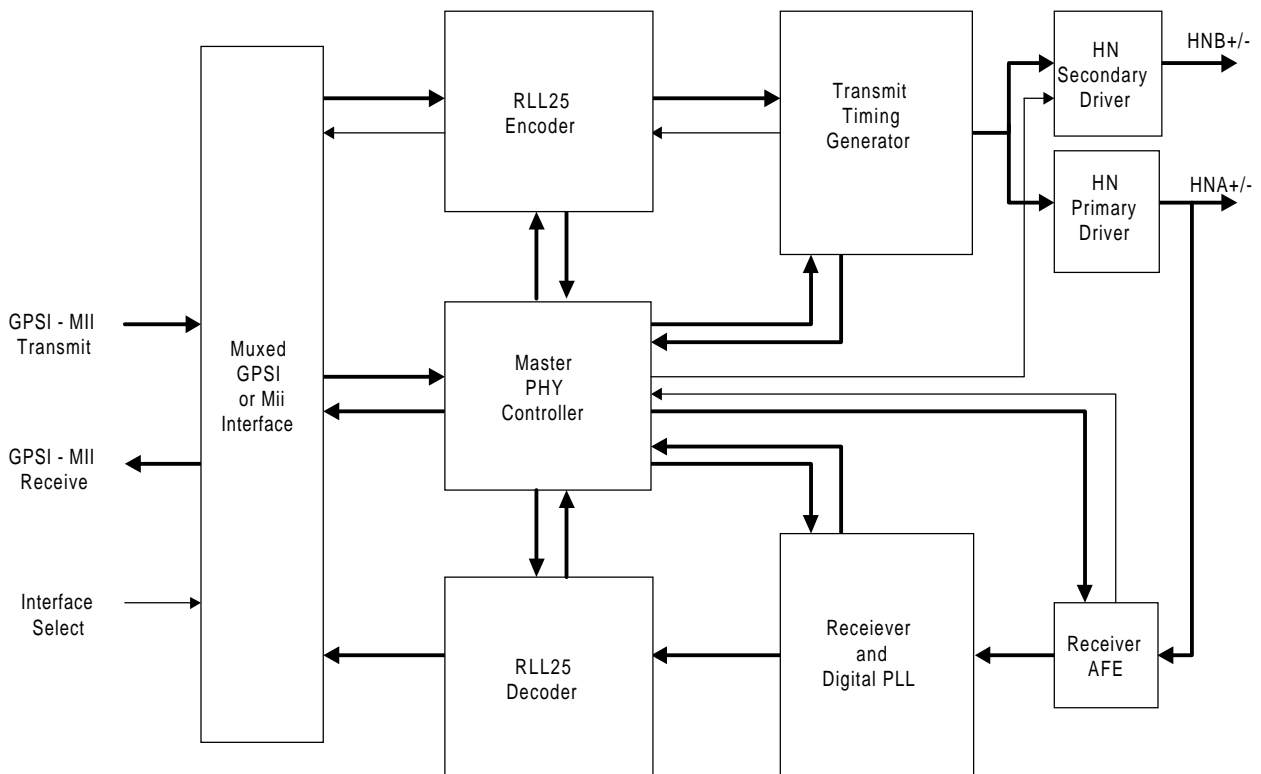 HNB+/-
HN
Secondary
Driver
RLL25
Encoder
Transmit
Timing
Generator
HNA+/-
HN
Primary
Driver
GPSI - MII
Transmit
Muxed
GPSI
or Mii
Interface
Master
PHY
Controller
GPSI - MII
Receive
Interface
Select
RLL25
Decoder
Receiever
and
Digital PLL
Receiver
AFE